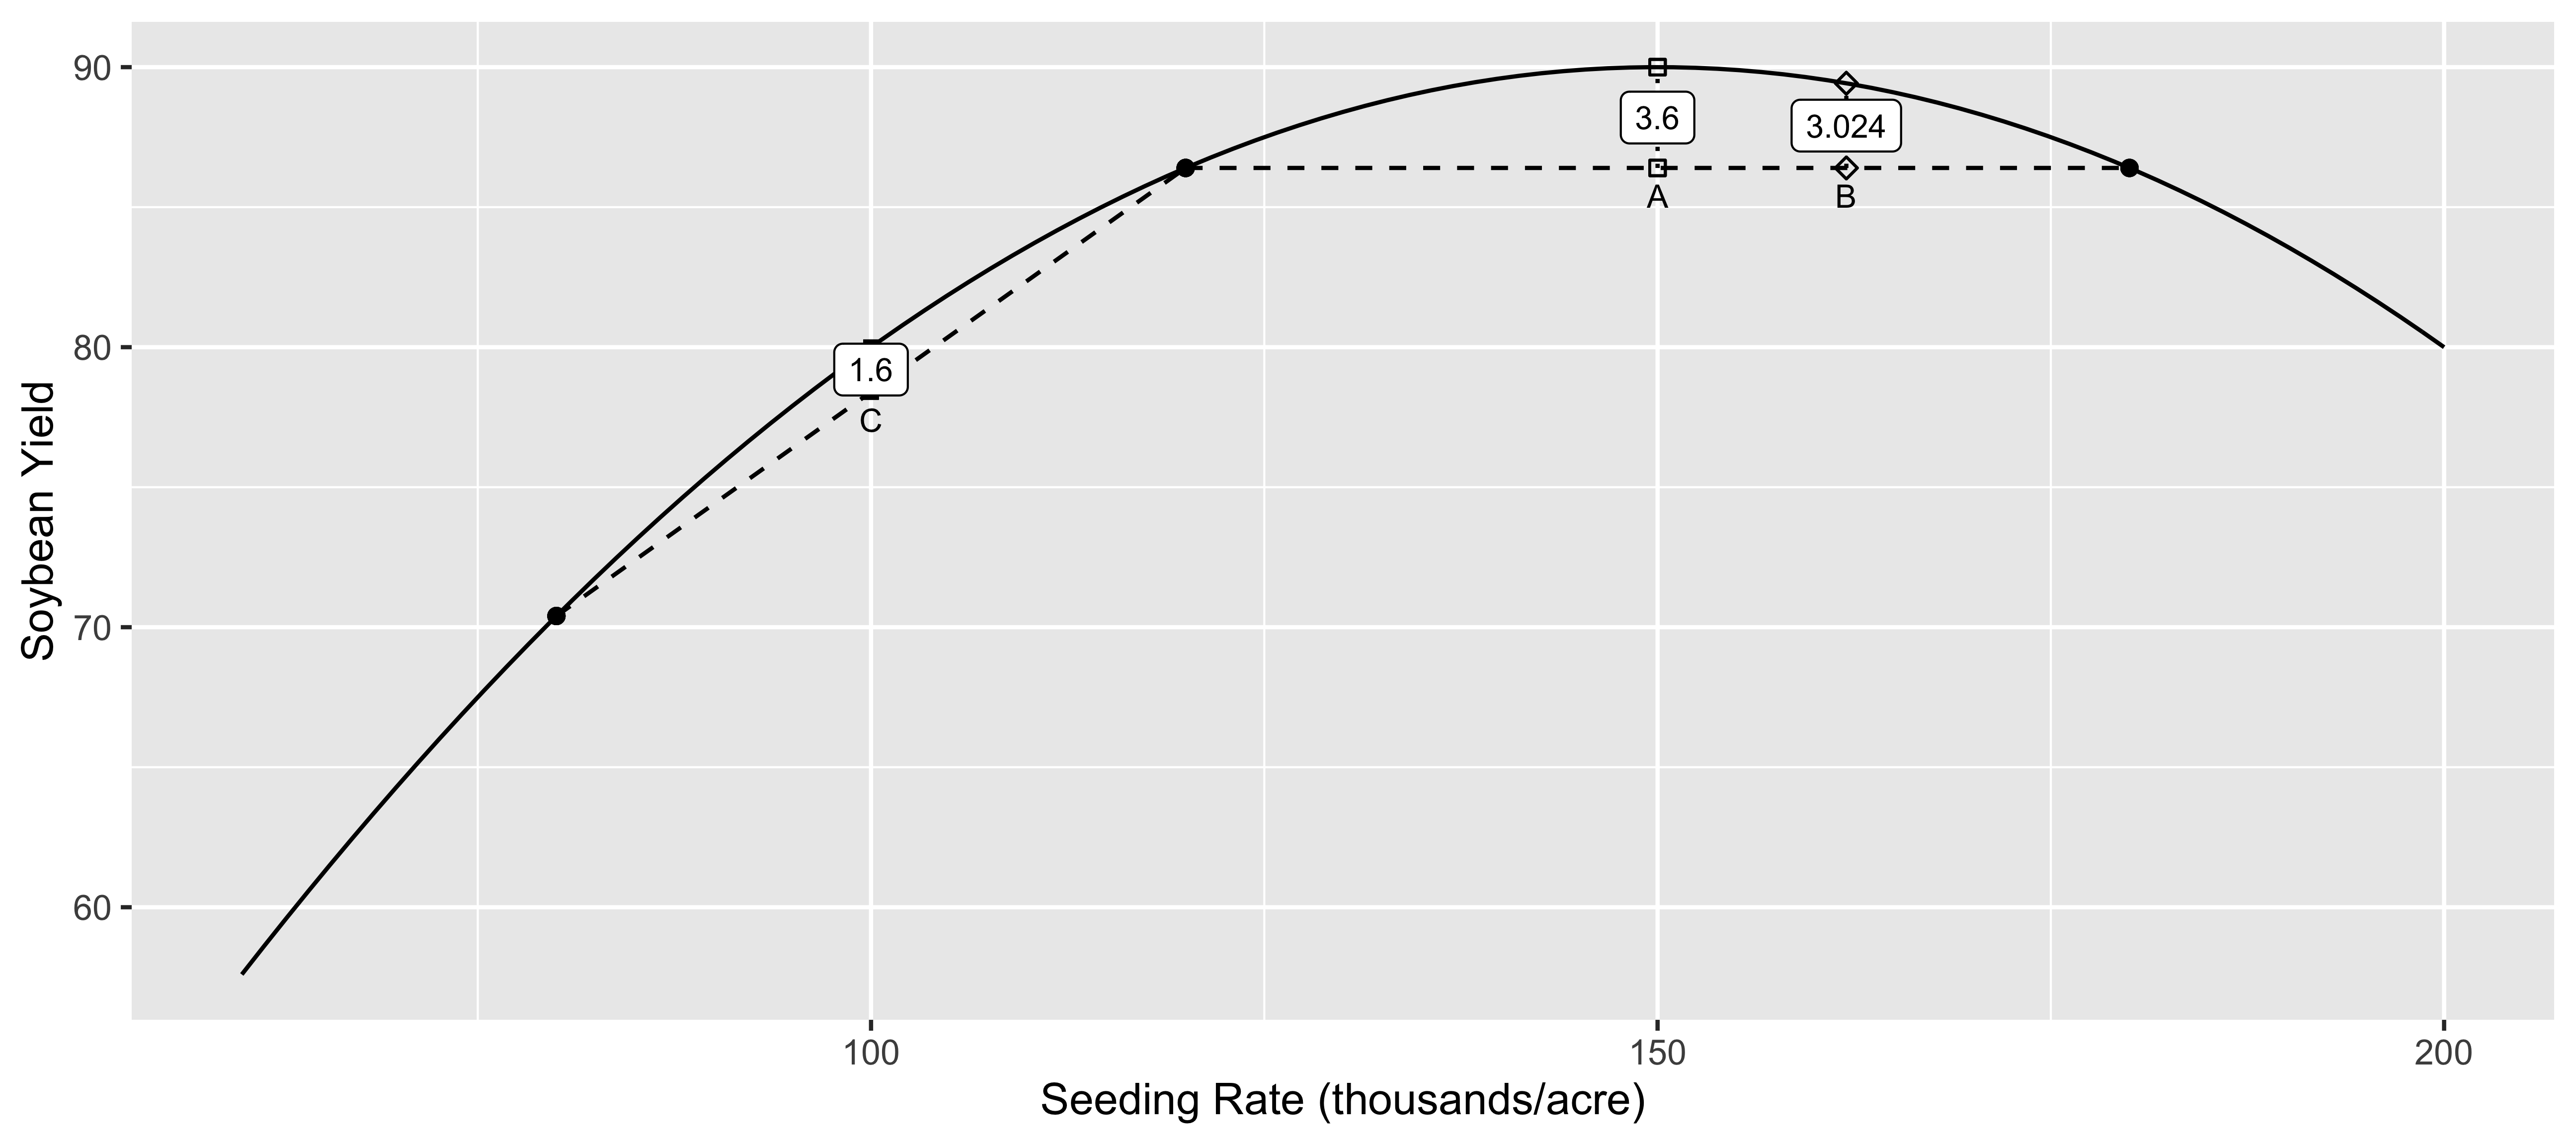 90
3.6
3.024
A
B
80
1.6
C
70
60
Soybean Yield
100
150
200
Seeding Rate (thousands/acre)